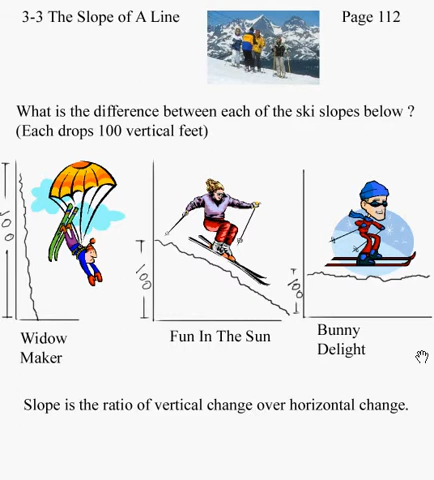 3-3 The Slope of A Line
Page 112
What is the difference between each of the ski slopes below ?
(Each drops 100 vertical feet)
100
100
100
Widow
Maker
Fun In The Sun
Bunny
Delight
Slope is the ratio of vertical change over horizontal change.